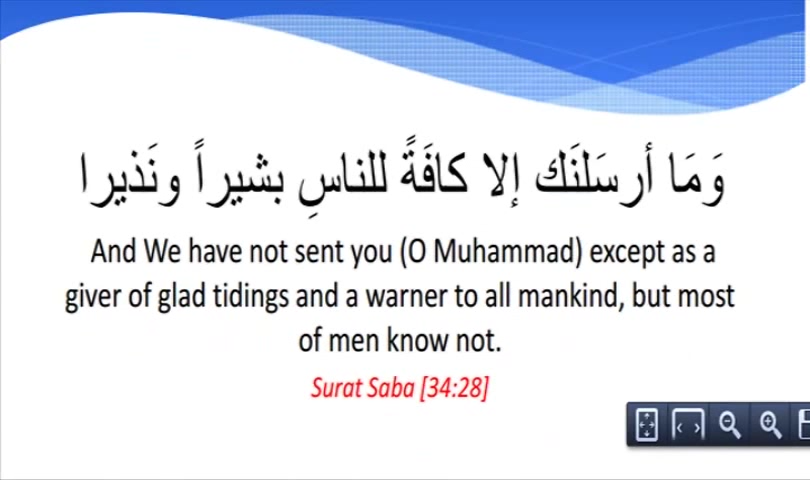 وَمَا أرسَلنَك إلا كافَةً للناسِ بشيراً ونَذيرا
And We have not sent you (O Muhammad) except as a
giver of glad tidings and a warner to all mankind, but most
of men know not.
Surat Saba [34:28]